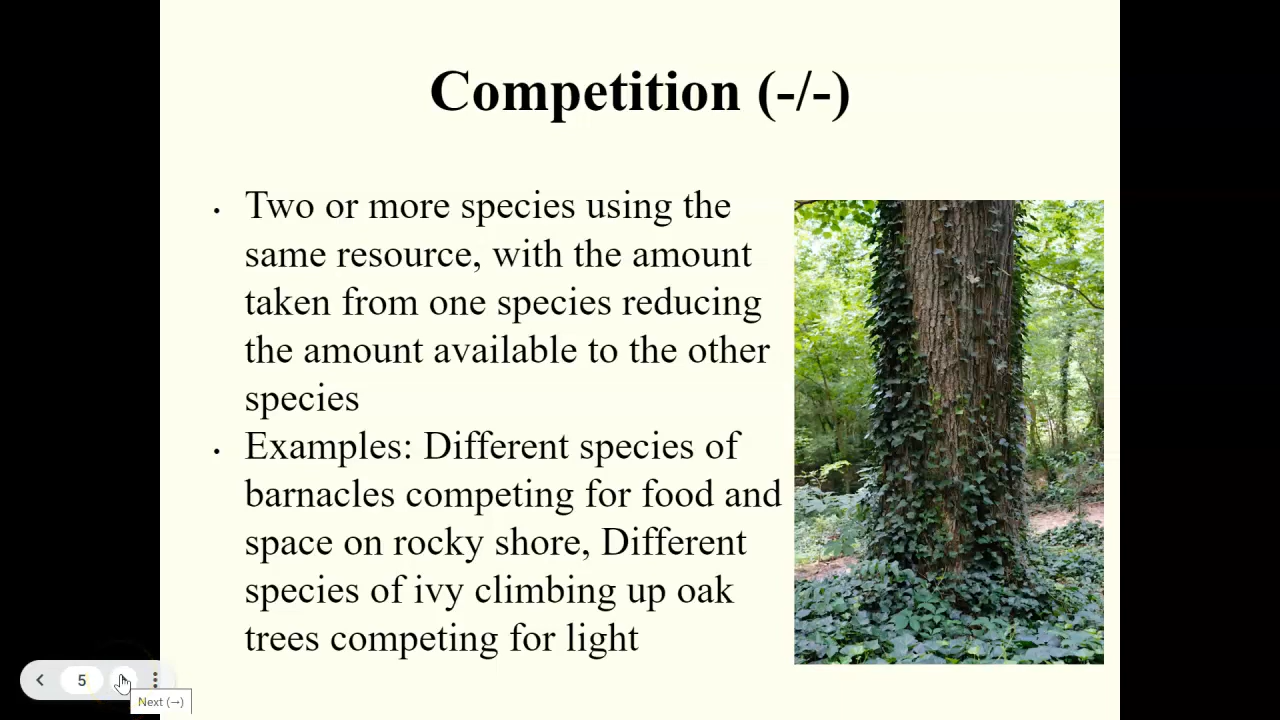 Competition (-/-)
• Two or more species using the
same resource, with the amount
taken from one species reducing
the amount available to the other
species
• Examples: Different species of
barnacles competing for food and
space on rocky shore, Different
species of ivy climbing up oak
trees competing for light
5
Next (→)